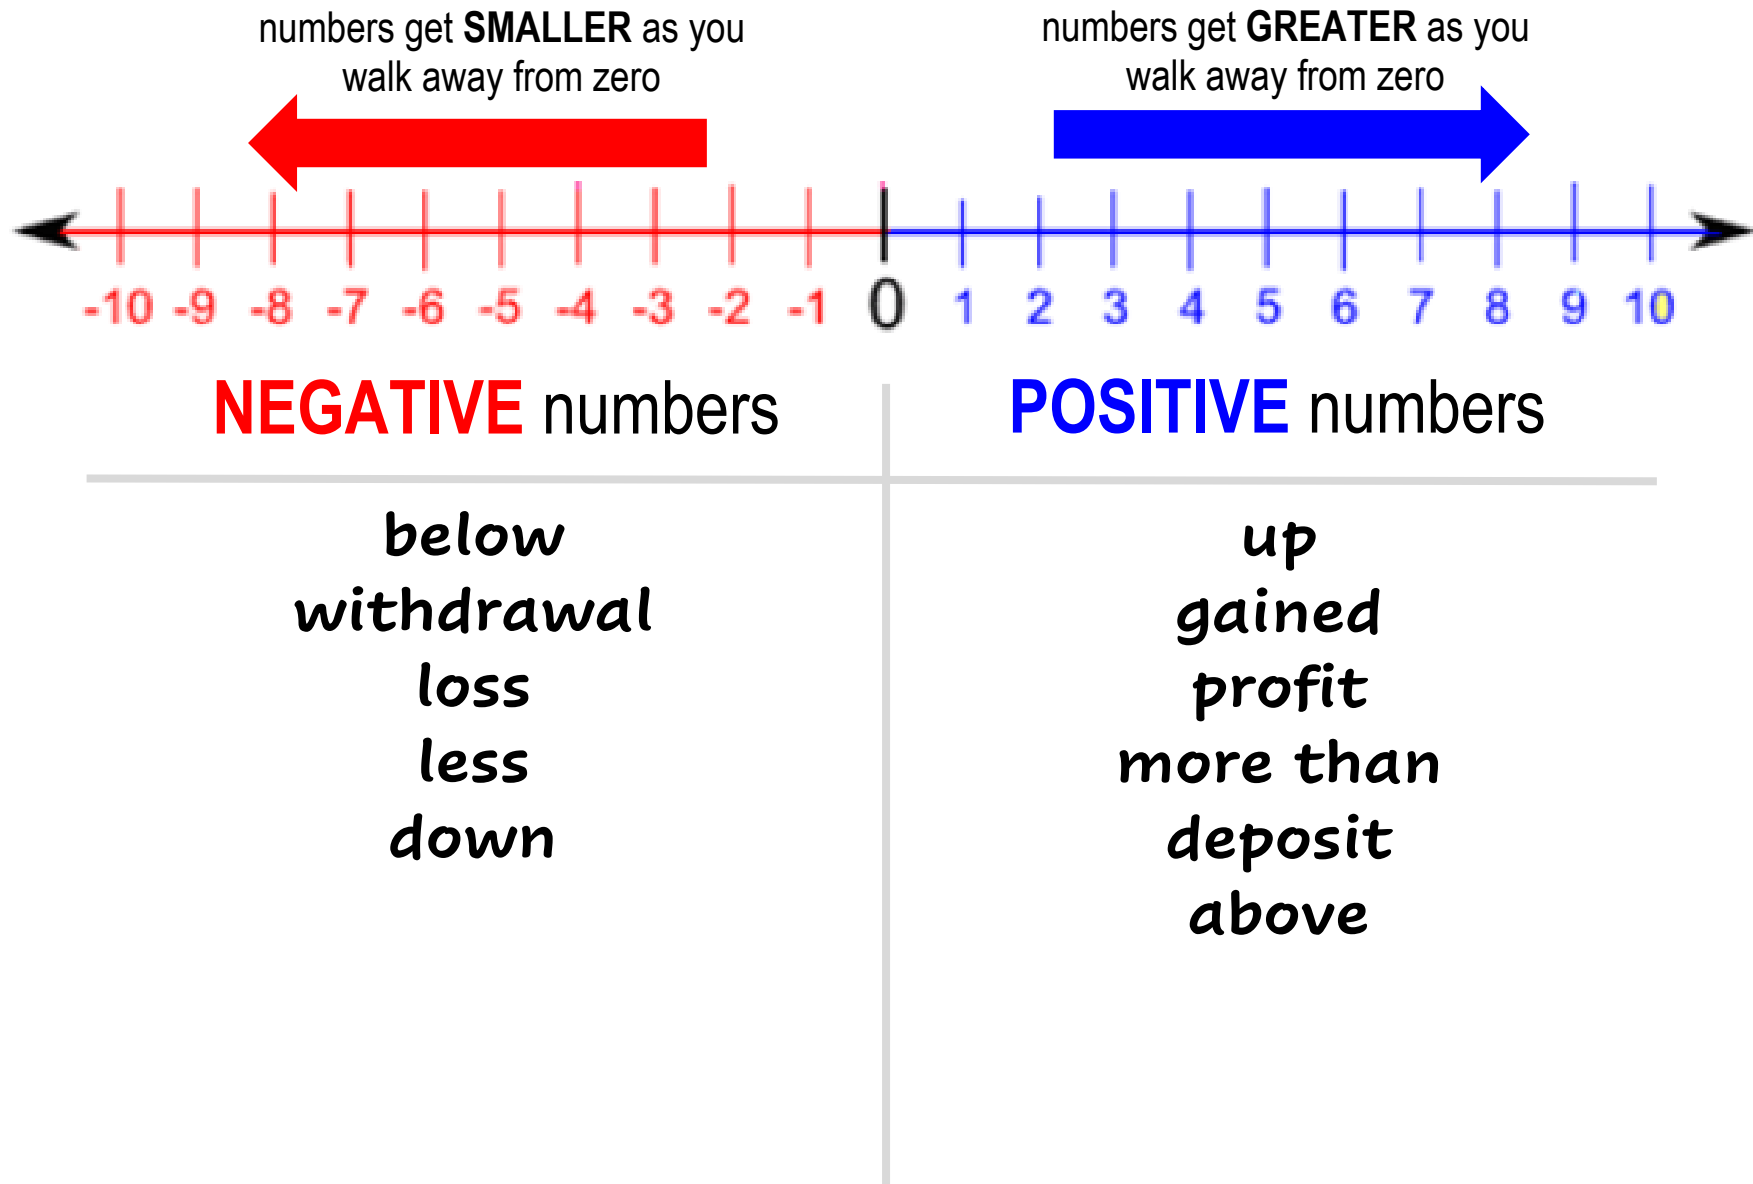 numbers get SMALLER as you
walk away from zero
numbers get GREATER as you
walk away from zero
-10 -9 -8 -7 -6 -5 -4 -3 -2 -1 0 1 2 3 4 5 6 7 8 9 10
NEGATIVE numbers
below
withdrawal
loss
less
down
POSITIVE numbers
up
gained
profit
more than
deposit
above